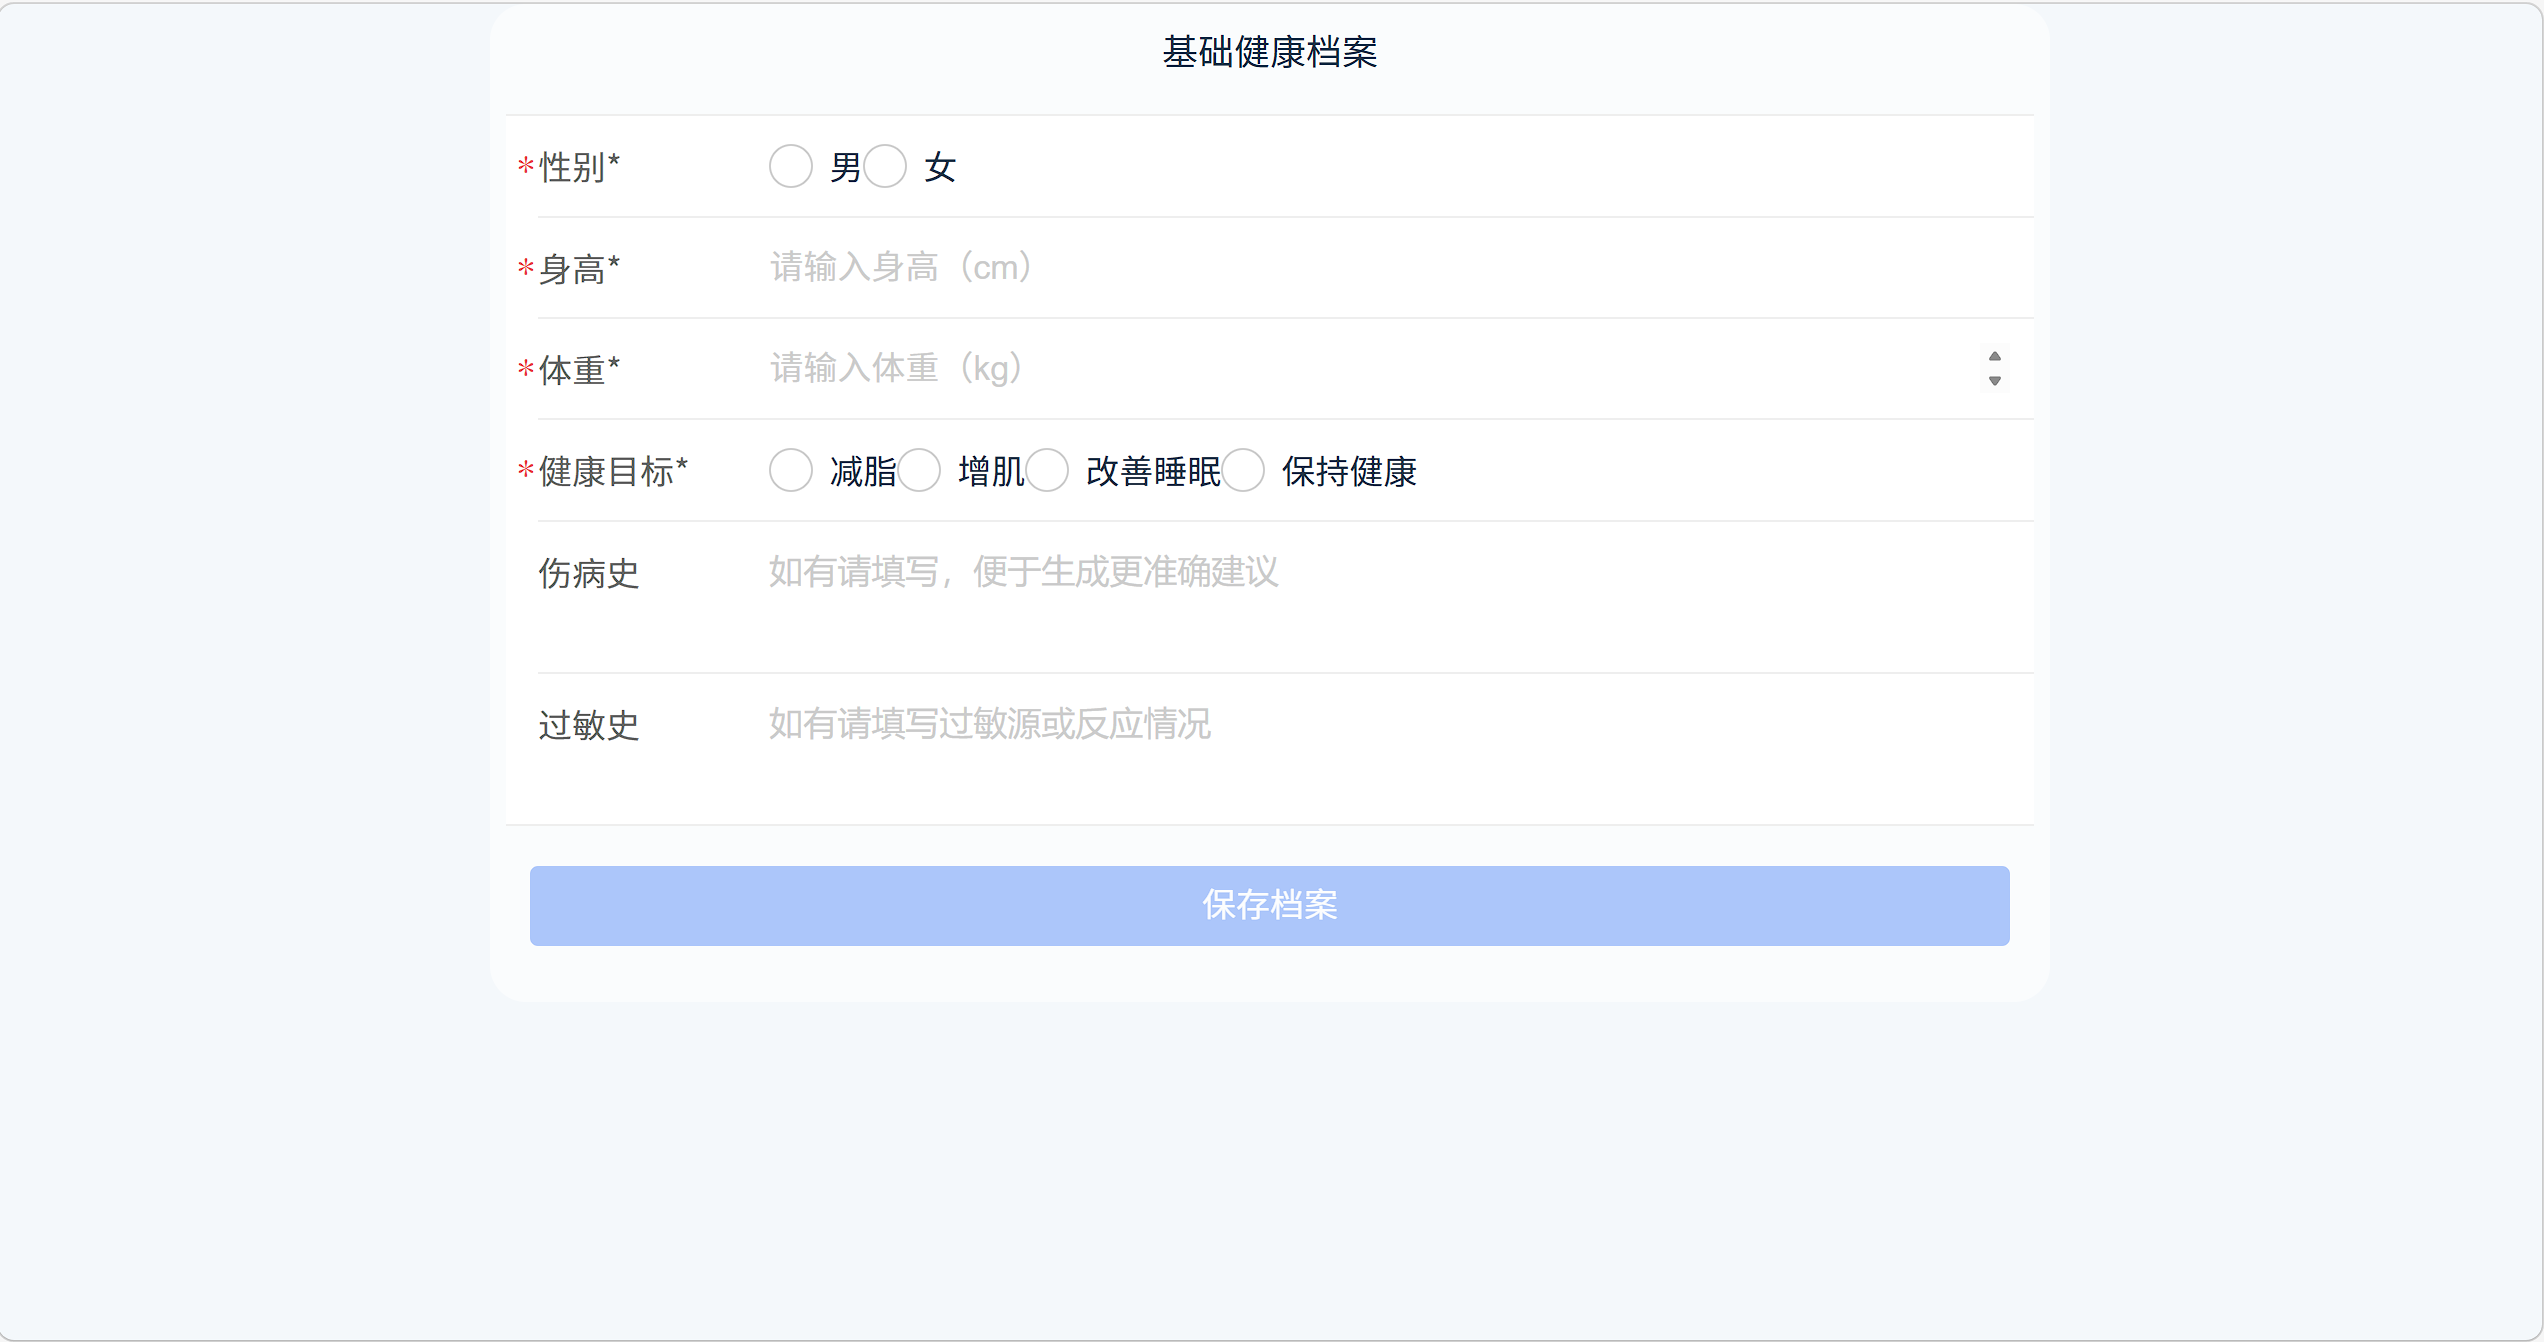 基础健康档案
*性别* 男 女
*身高* 请输入身高（cm）
*体重* 请输入体重（kg）
*健康目标* 减脂 增肌 改善睡眠 保持健康
伤病史 如有请填写，便于生成更准确建议
过敏史 如有请填写过敏源或反应情况
保存档案